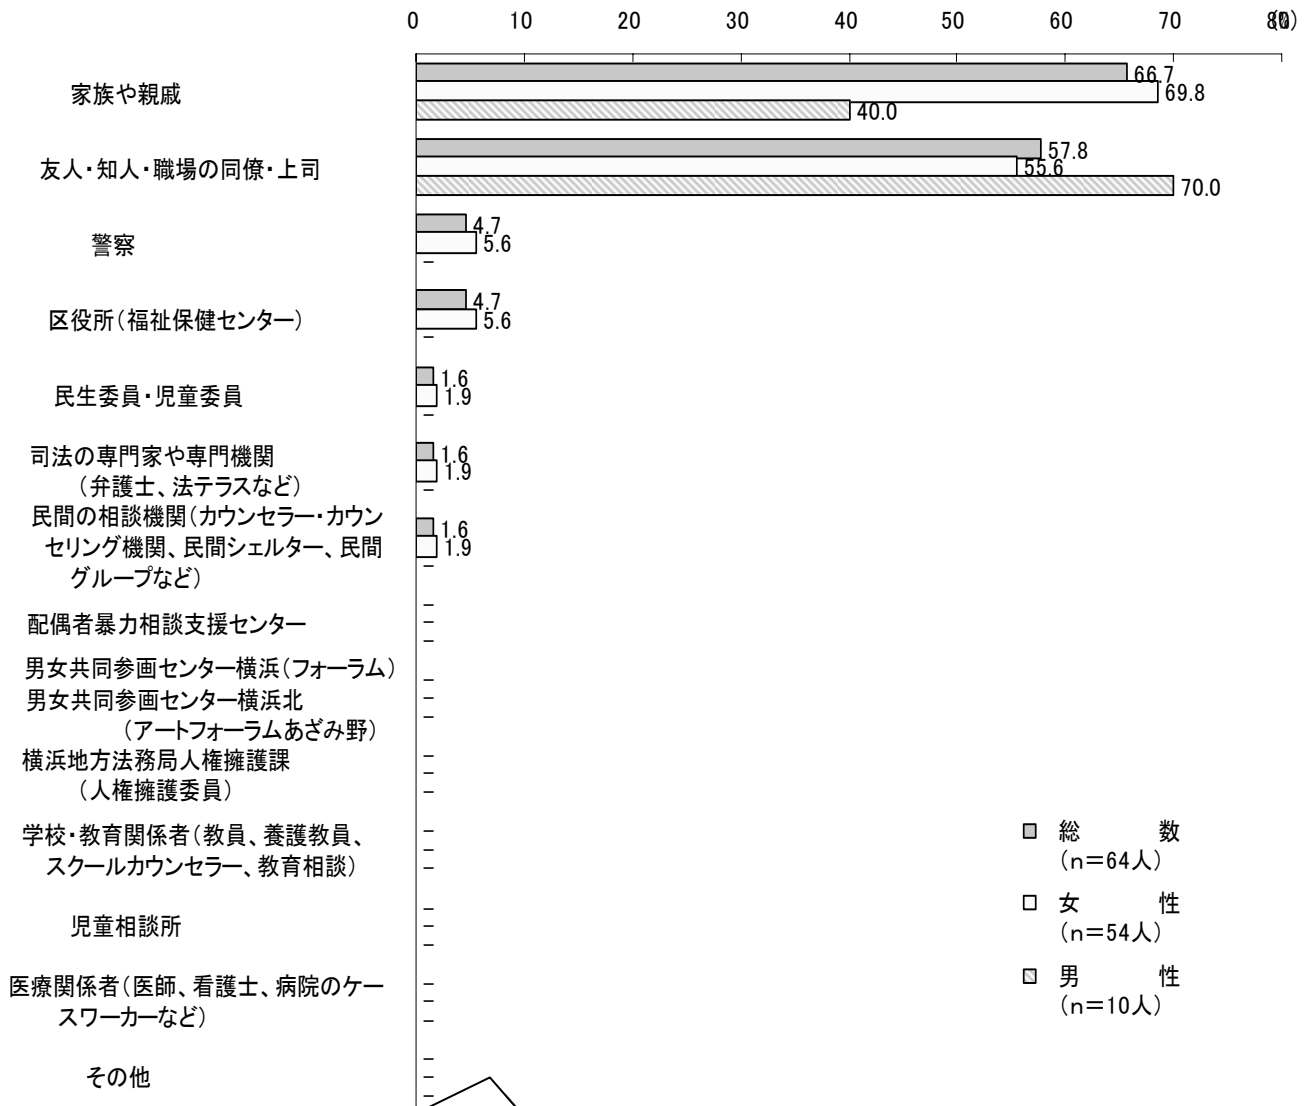 0 10 20 30 40 50 60 70 80 (%)
家族や親戚
66.7
69.8
40.0
友人・知人・職場の同僚・上司
57.8
55.6
70.0
警察
4.7
5.6
-
区役所(福祉保健センター)
4.7
5.6
-
民生委員・児童委員
1.6
1.9
-
司法の専門家や専門機関
(弁護士、法テラスなど)
1.6
1.9
-
民間の相談機関(カウンセラー・カウン
セリング機関、民間シェルター、民間
グループなど)
1.6
1.9
-
配偶者暴力相談支援センター
-
-
-
男女共同参画センター横浜(フォーラム)
男女共同参画センター横浜北
(アートフォーラムあざみ野)
-
-
-
横浜地方法務局人権擁護課
(人権擁護委員)
-
-
-
学校・教育関係者(教員、養護教員、
スクールカウンセラー、教育相談)
-
-
-
児童相談所
-
-
-
医療関係者(医師、看護士、病院のケー
スワーカーなど)
-
-
-
その他
-
-
-
総 数
(n=64人)
女 性
(n=54人)
男 性
(n=10人)